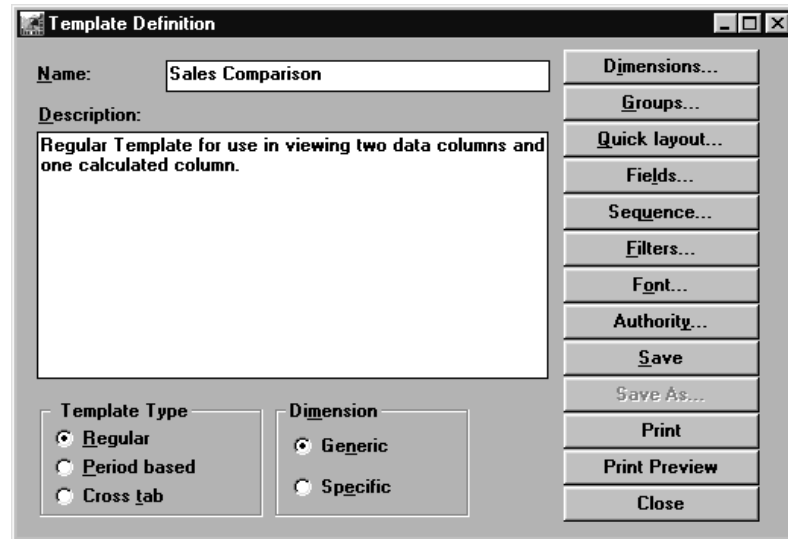 Template Definition
Name:
Sales Comparison
Description:
Regular Template for use in viewing two data columns and
one calculated column.
Template Type
Regular
Period based
Cross tab
Dimension
Generic
Specific
Dimensions...
Groups...
Quick layout...
Fields...
Sequence...
Filters...
Font...
Authority...
Save
Save As...
Print
Print Preview
Close